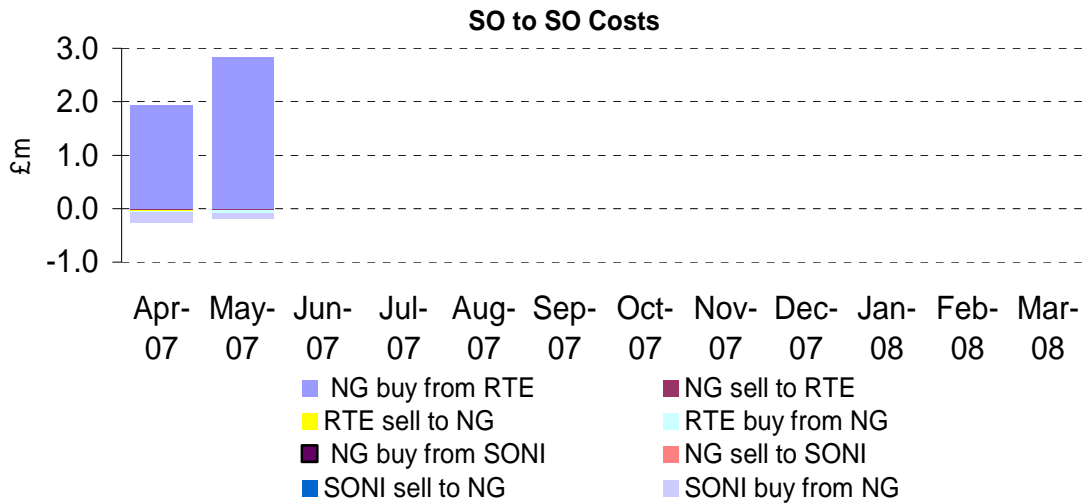 SO to SO Costs
3.0
2.0
1.0
0.0
-1.0
£m
Apr- May- Jun- Jul- Aug- Sep- Oct- Nov- Dec- Jan- Feb- Mar-
07 07 07 07 07 07 07 07 07 08 08 08
NG buy from RTE NG sell to RTE
RTE sell to NG RTE buy from NG
NG buy from SONI NG sell to SONI
SONI sell to NG SONI buy from NG